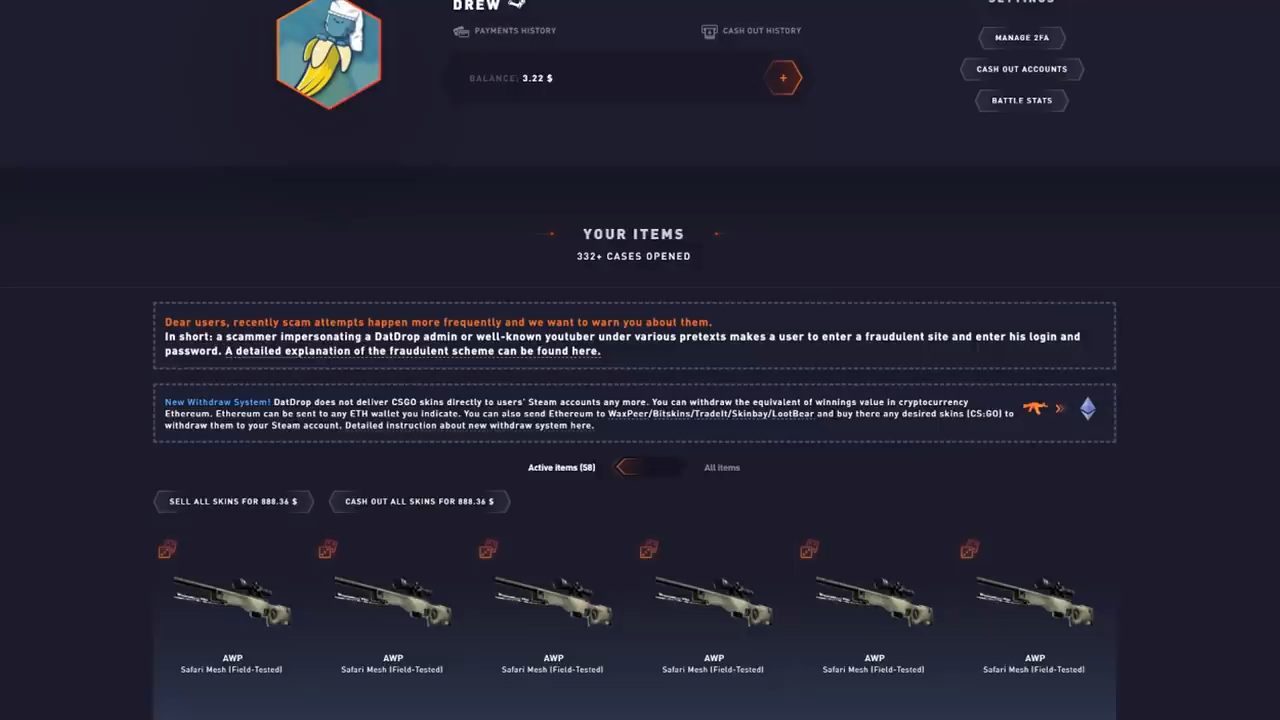 DREW
SETTINGS
PAYMENTS HISTORY
CASH OUT HISTORY
MANAGE 2FA
CASH OUT ACCOUNTS
BALANCE: 3.22 $
+
BATTLE STATS
YOUR ITEMS
332+ CASES OPENED
Dear users, recently scam attempts happen more frequently and we want to warn you about them.
In short: a scammer impersonating a DatDrop admin or well-known youtuber under various pretexts makes a user to enter a fraudulent site and enter his login and
password. A detailed explanation of the fraudulent scheme can be found here.
New Withdraw System! DatDrop does not deliver CSGO skins directly to users' Steam accounts any more. You can withdraw the equivalent of winnings value in cryptocurrency
Ethereum. Ethereum can be sent to any ETH wallet you indicate. You can also send Ethereum to WaxPeer/Bitskins/TradeIt/Skinbay/LootBear and buy there any desired skins (CS:GO) to
withdraw them to your Steam account. Detailed instruction about new withdraw system here.
Active items (58)
All items
SELL ALL SKINS FOR 888.36 $
CASH OUT ALL SKINS FOR 888.36 $
AWP
Safari Mesh (Field-Tested)
AWP
Safari Mesh (Field-Tested)
AWP
Safari Mesh (Field-Tested)
AWP
Safari Mesh (Field-Tested)
AWP
Safari Mesh (Field-Tested)
AWP
Safari Mesh (Field-Tested)